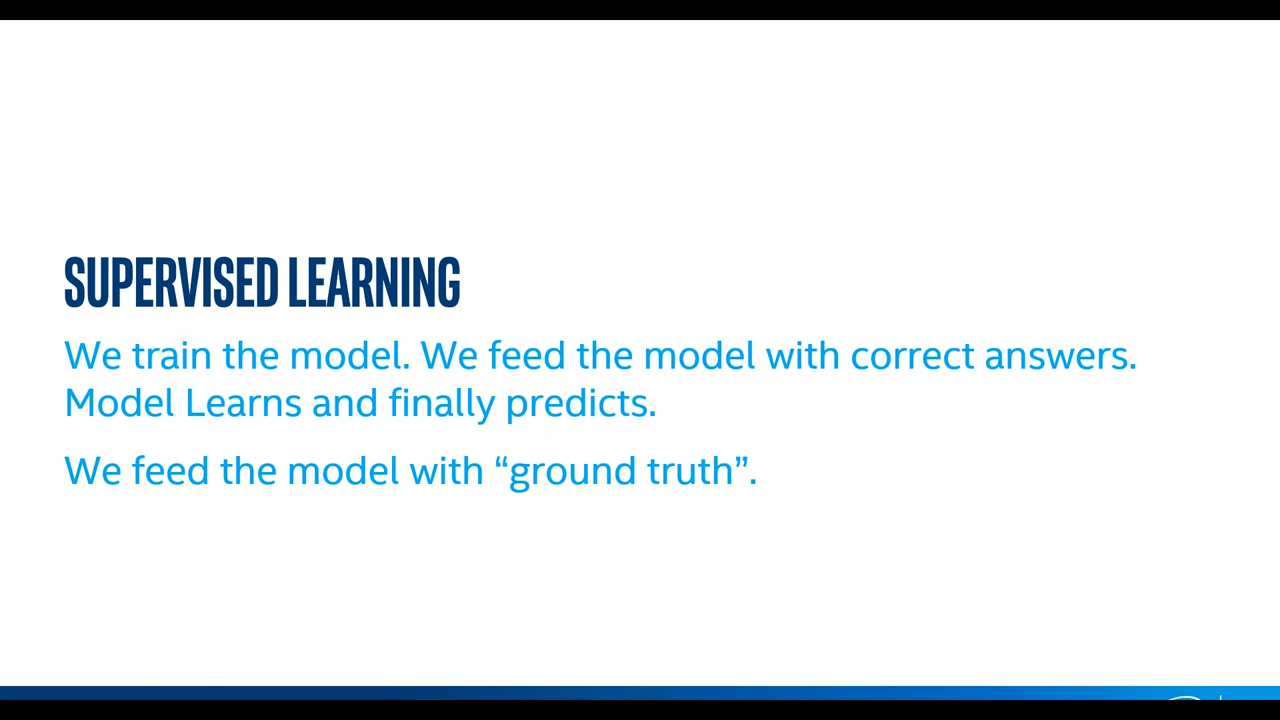 SUPERVISED LEARNING
We train the model. We feed the model with correct answers.
Model Learns and finally predicts.
We feed the model with “ground truth”.